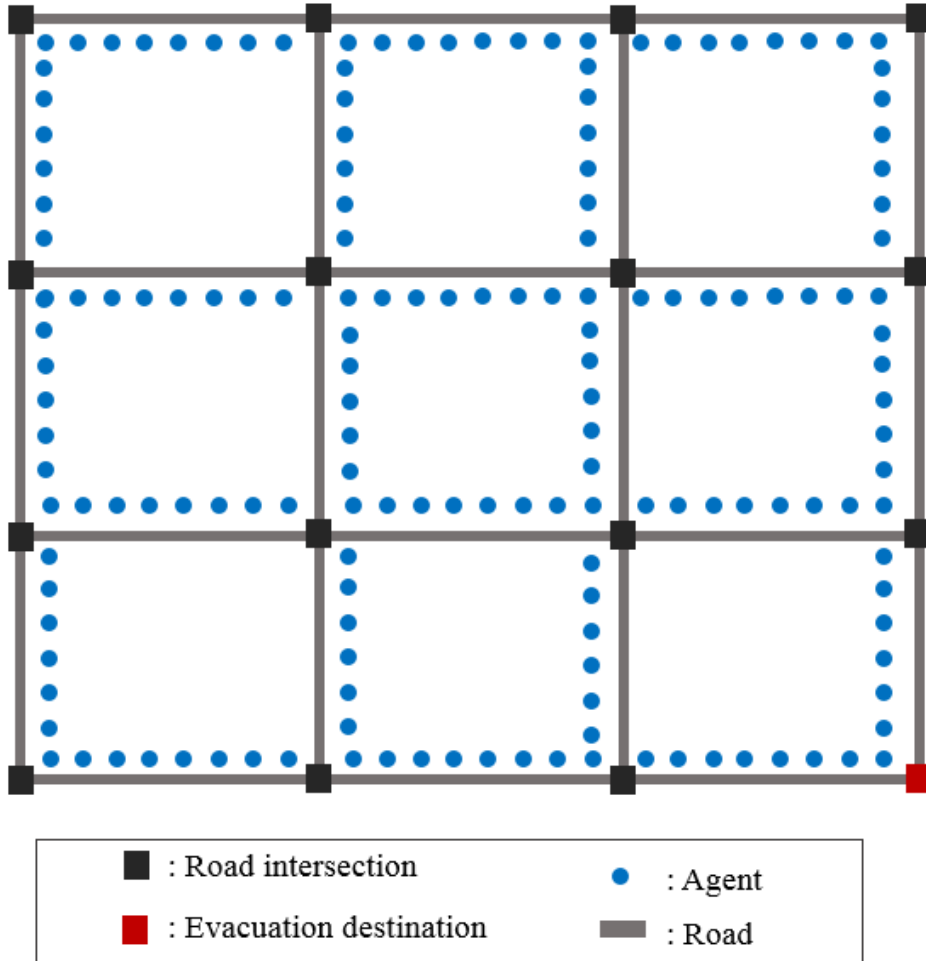 : Road intersection
: Agent
: Evacuation destination
: Road